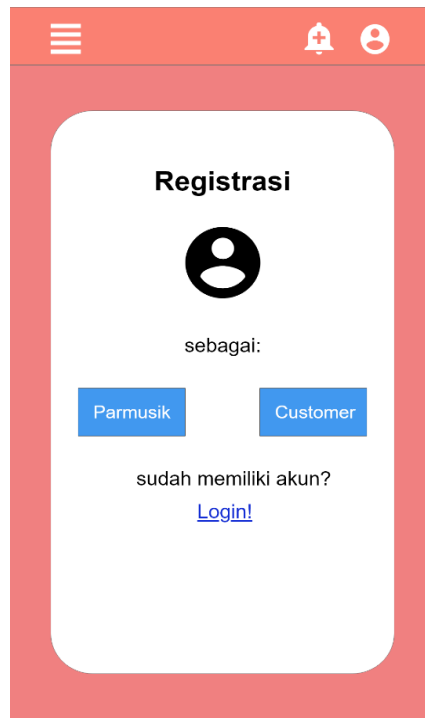 Registrasi
sebagai:
Parmusik Customer
sudah memiliki akun?
Login!